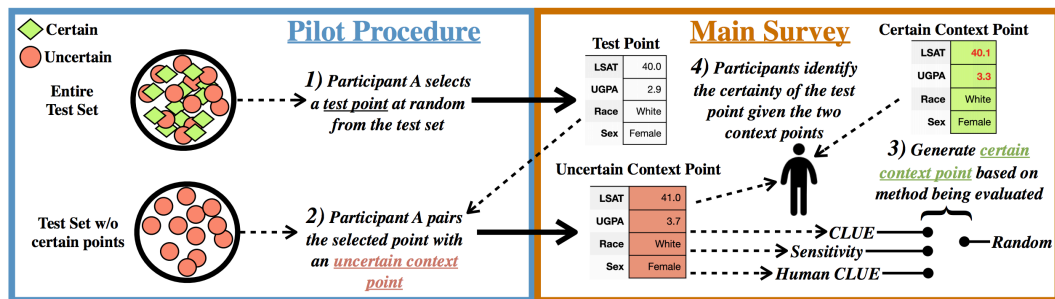 Certain
Uncertain
Entire
Test Set
Test Set w/o
certain points
Pilot Procedure
1) Participant A selects
a test point at random
from the test set
2) Participant A pairs
the selected point with
an uncertain context
point
Main Survey
Test Point
LSAT 40.0
UGPA 2.9
Race White
Sex Female
4) Participants identify
the certainty of the test
point given the two
context points
Certain Context Point
LSAT 40.1
UGPA 3.3
Race White
Sex Female
Uncertain Context Point
LSAT 41.0
UGPA 3.7
Race White
Sex Female
3) Generate certain
context point based on
method being evaluated
CLUE
Sensitivity
Human CLUE
Random